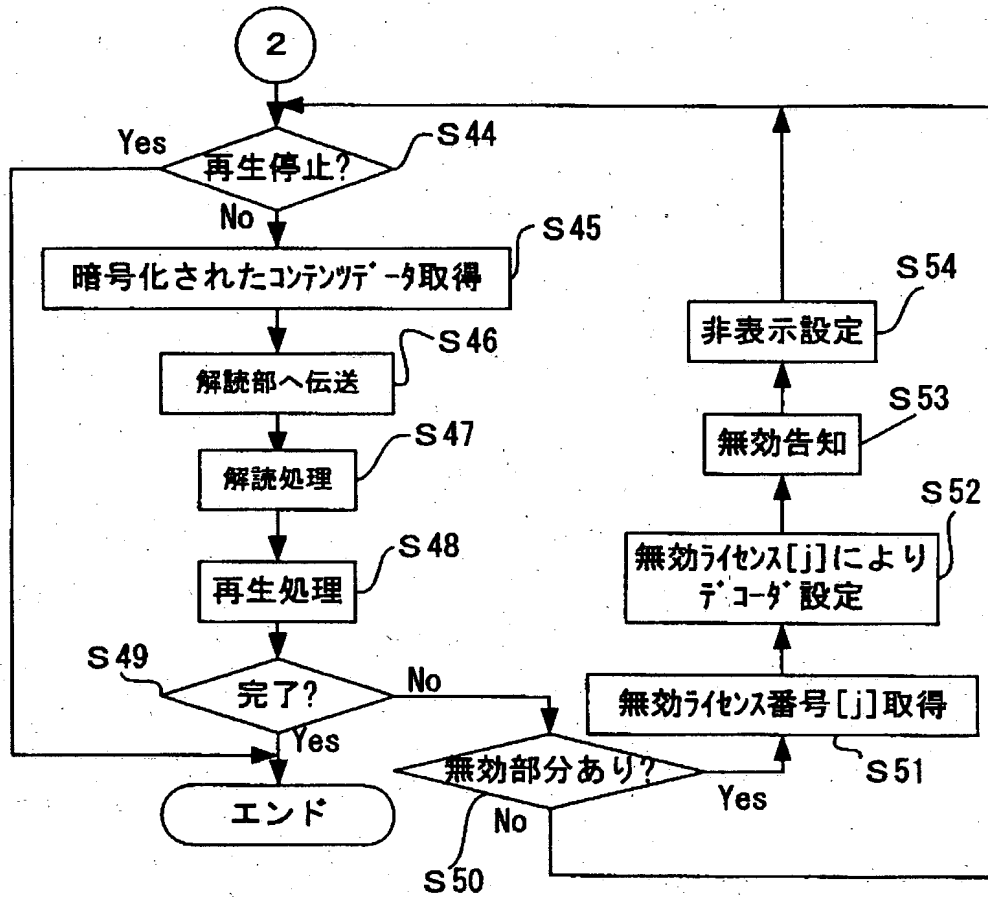 2
S44
Yes
再生停止?
No
S45
暗号化されたコンテンツデータ取得
S46
解読部へ伝送
S47
解読処理
S48
再生処理
S49
完了?
No
Yes
エンド
無効部分あり?
Yes
No
S50
S51
無効ライセンス番号[j]取得
S52
無効ライセンス[j]により
デコーダ設定
S53
無効告知
S54
非表示設定